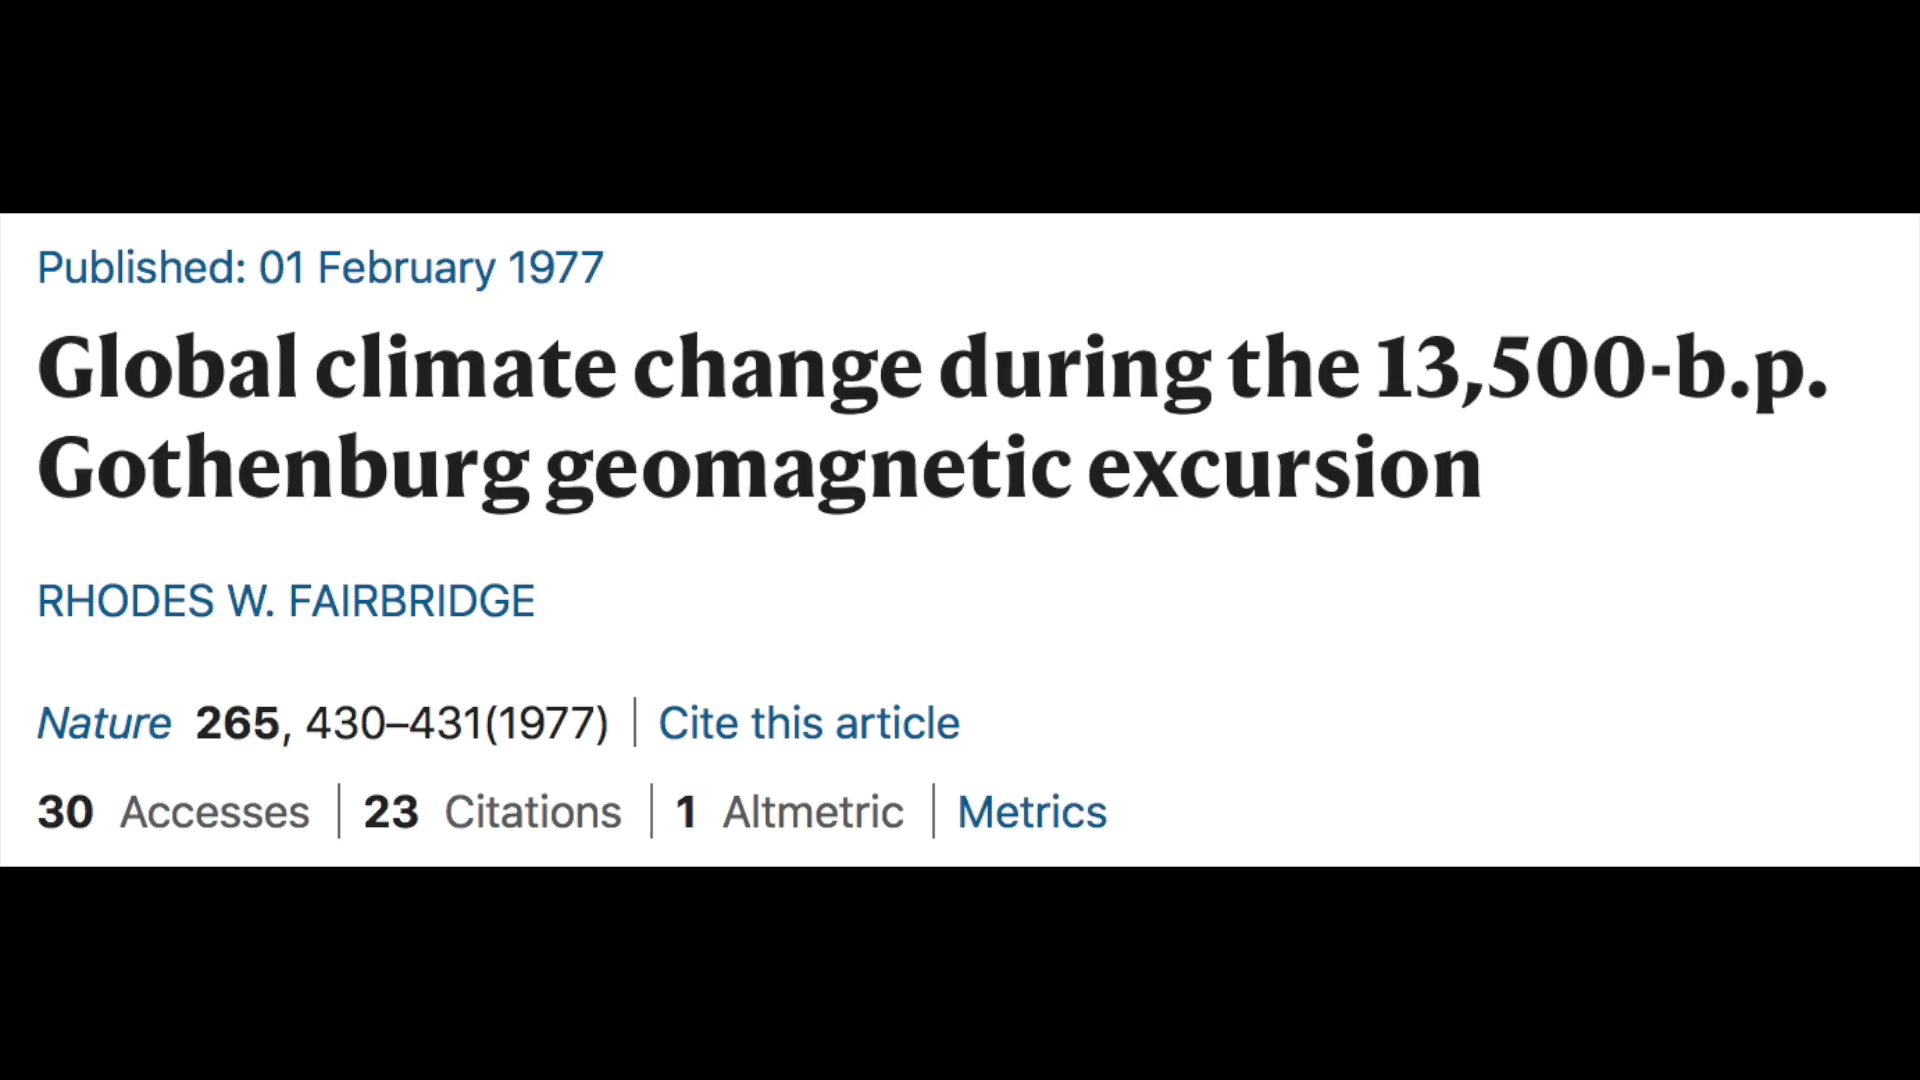 Published: 01 February 1977
Global climate change during the 13,500-b.p.
Gothenburg geomagnetic excursion
RHODES W. FAIRBRIDGE
Nature 265, 430–431(1977) | Cite this article
30 Accesses | 23 Citations | 1 Altmetric | Metrics